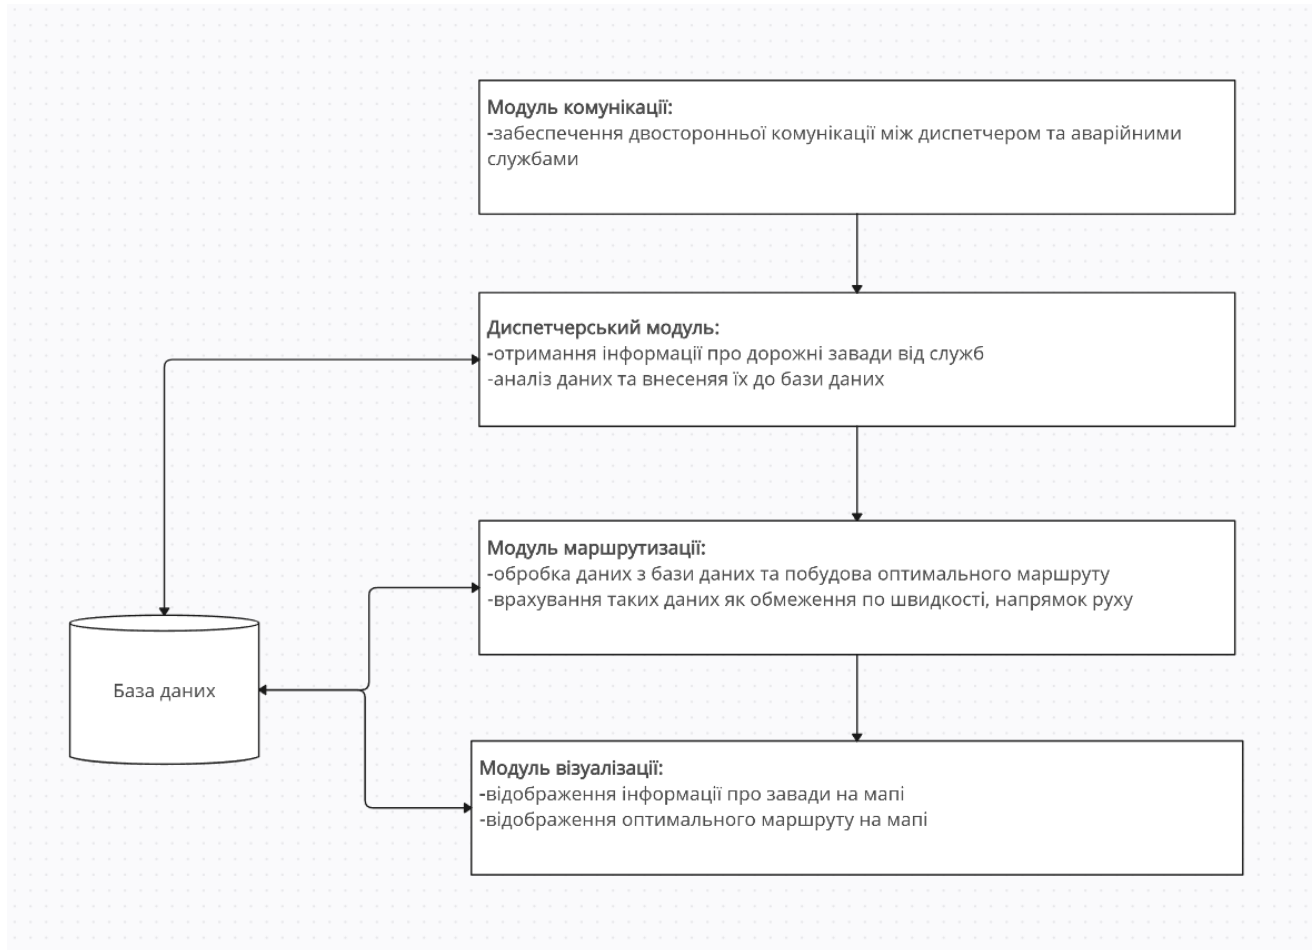 Модуль комунікації:
-забеспечення двосторонньої комунікації між диспетчером та аварійними
службами
Диспетчерський модуль:
-отримання інформації про дорожні завади від служб
-аналіз даних та внесеняя їх до бази даних
Модуль маршрутизації:
-обробка даних з бази даних та побудова оптимального маршруту
-врахування таких даних як обмеження по швидкості, напрямок руху
База даних
Модуль візуалізації:
-відображення інформації про завади на мапі
-відображення оптимального маршруту на мапі